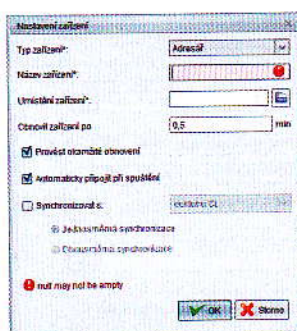 Nastavení zařízení
Typ zařízení*: Adresář
Název zařízení*:
Umístění zařízení*:
Obnovit zařízení po 0,5 min
Provést okamžité obnovení
Automaticky připojit při spuštění
Synchronizovat s:
Jednosměrná synchronizace
Obousměrná synchronizace
null may not be empty
OK Storno